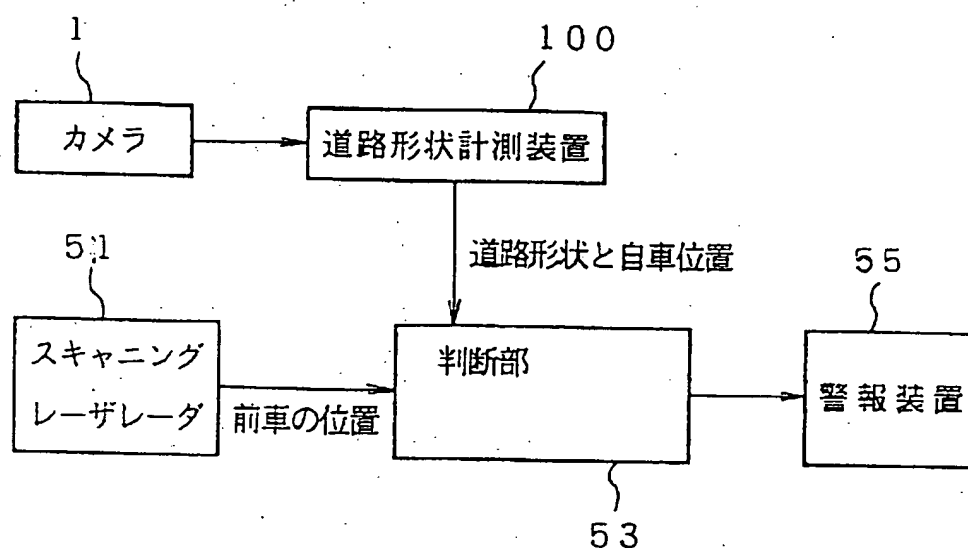 1
100
カメラ
道路形状計測装置
51
道路形状と自車位置
55
スキャニング
レーザレーダ
前車の位置
判断部
警報装置
53